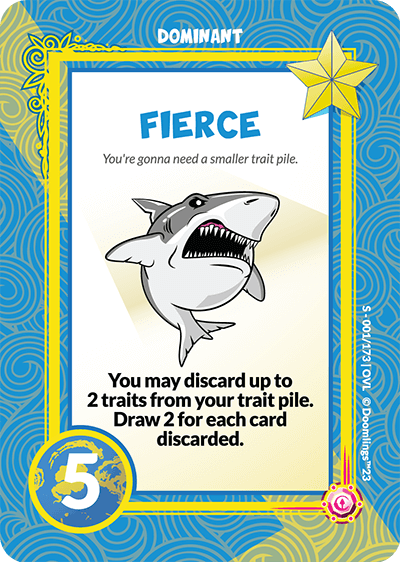 DOMINANT
FIERCE
You're gonna need a smaller trait pile.
You may discard up to
2 traits from your trait pile.
Draw 2 for each card
discarded.
5
S - 001/173 | OVL © Doomlings™23